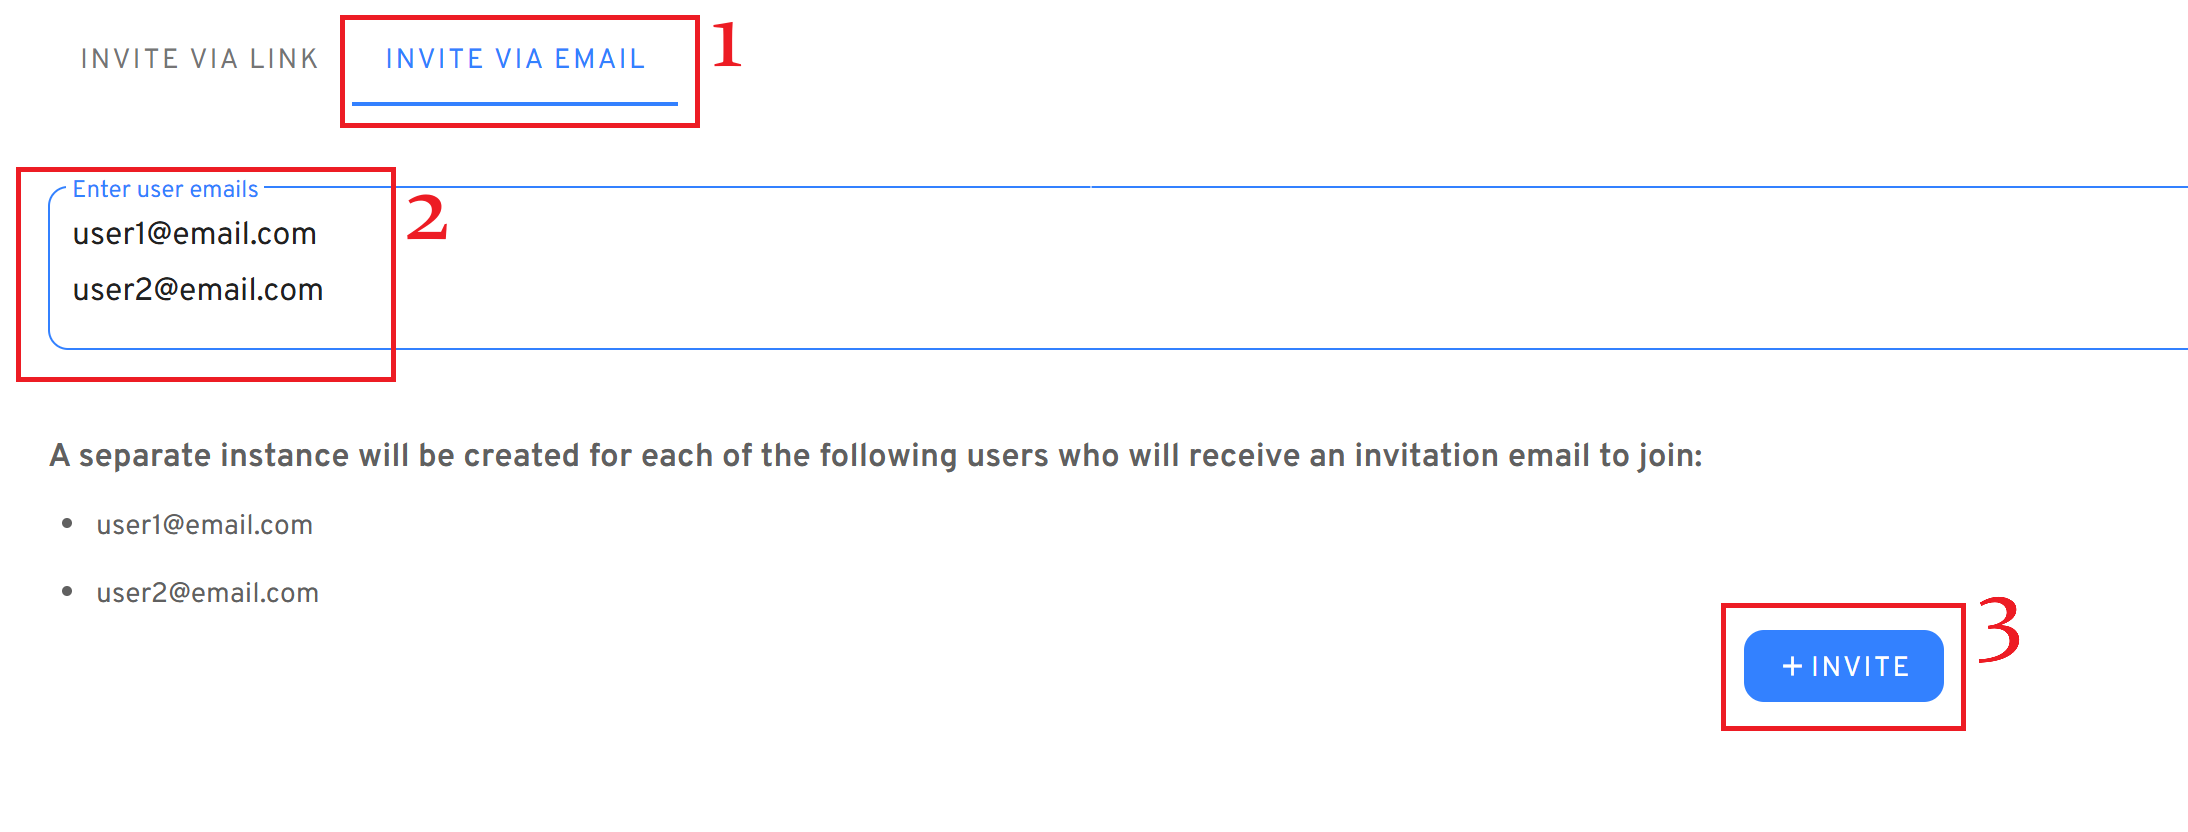 INVITE VIA LINK INVITE VIA EMAIL 1
Enter user emails
user1@email.com 2
user2@email.com
A separate instance will be created for each of the following users who will receive an invitation email to join:
• user1@email.com
• user2@email.com
+ INVITE 3